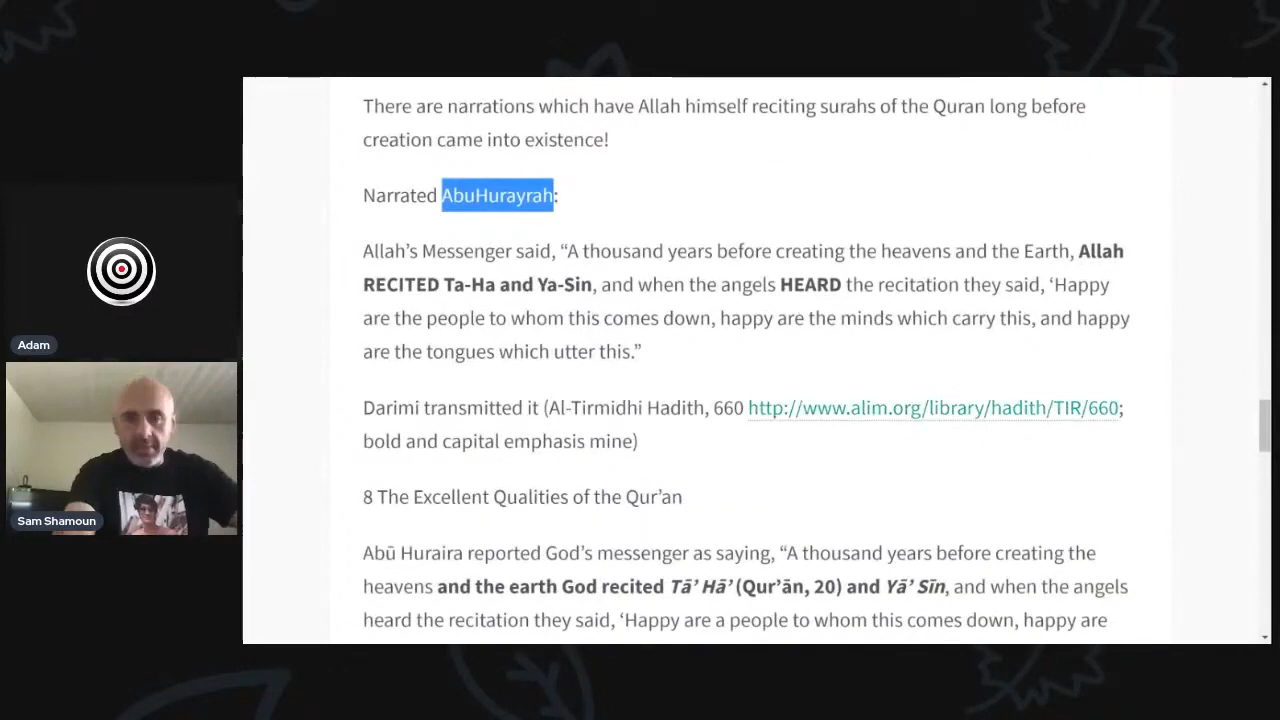 There are narrations which have Allah himself reciting surahs of the Quran long before
creation came into existence!
Narrated AbuHurayrah:
Allah’s Messenger said, “A thousand years before creating the heavens and the Earth, Allah
RECITED Ta-Ha and Ya-Sin, and when the angels HEARD the recitation they said, ‘Happy
are the people to whom this comes down, happy are the minds which carry this, and happy
are the tongues which utter this.”
Darimi transmitted it (Al-Tirmidhi Hadith, 660 http://www.alim.org/library/hadith/TIR/660;
bold and capital emphasis mine)
8 The Excellent Qualities of the Qur’an
Abū Huraira reported God’s messenger as saying, “A thousand years before creating the
heavens and the earth God recited Tā’ Hā’ (Qur’ān, 20) and Yā’ Sīn, and when the angels
heard the recitation they said, ‘Happy are a people to whom this comes down, happy are
Adam
Sam Shamoun